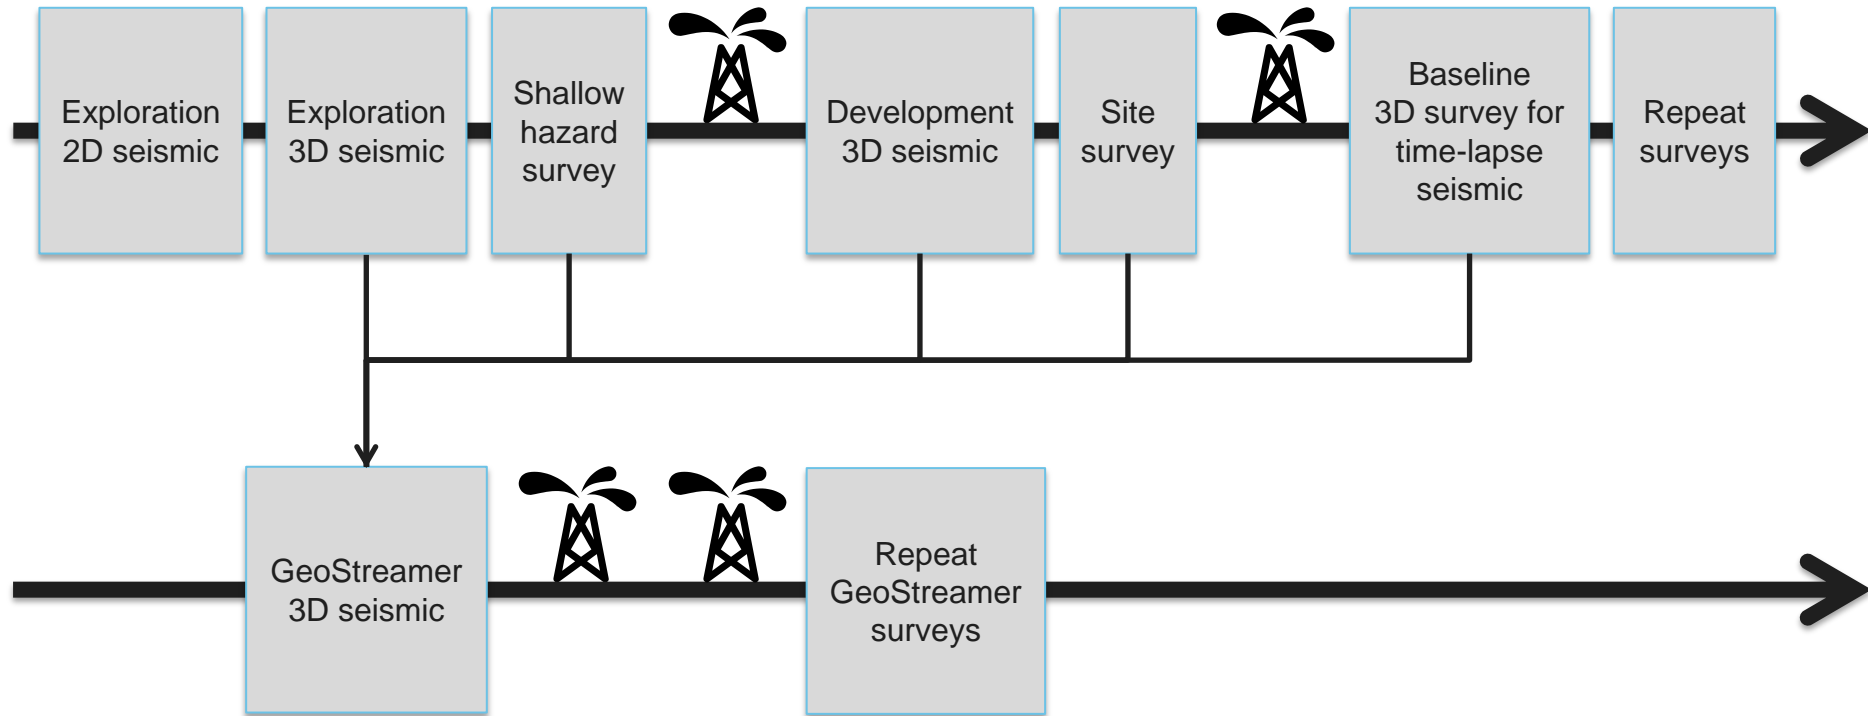 Exploration
2D seismic
Exploration
3D seismic
Shallow
hazard
survey
Development
3D seismic
Site
survey
Baseline
3D survey for
time-lapse
seismic
Repeat
surveys
GeoStreamer
3D seismic
Repeat
GeoStreamer
surveys